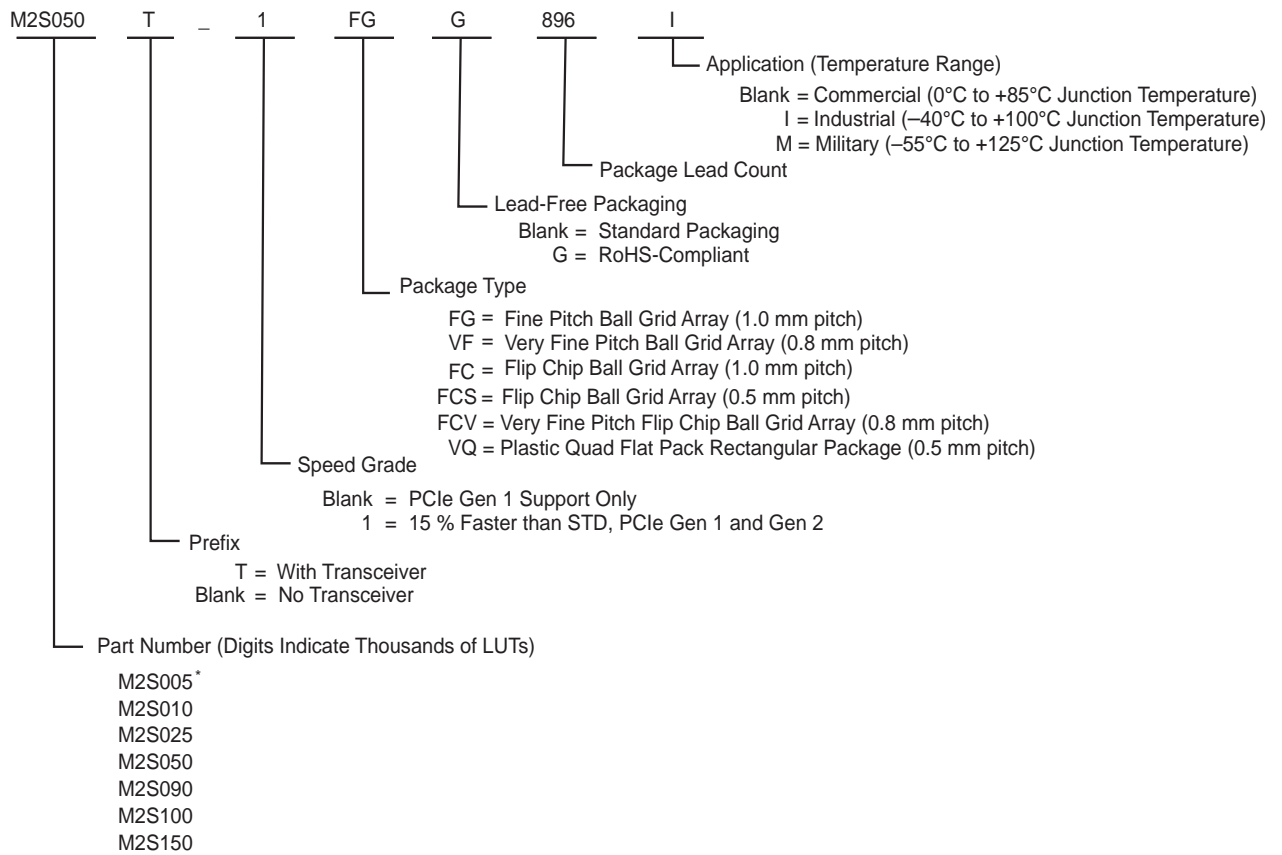 M2S050 T _ 1 FG G 896 I
Application (Temperature Range)
Blank = Commercial (0°C to +85°C Junction Temperature)
I = Industrial (–40°C to +100°C Junction Temperature)
M = Military (–55°C to +125°C Junction Temperature)
Package Lead Count
Lead-Free Packaging
Blank = Standard Packaging
G = RoHS-Compliant
Package Type
FG = Fine Pitch Ball Grid Array (1.0 mm pitch)
VF = Very Fine Pitch Ball Grid Array (0.8 mm pitch)
FC = Flip Chip Ball Grid Array (1.0 mm pitch)
FCS = Flip Chip Ball Grid Array (0.5 mm pitch)
FCV = Very Fine Pitch Flip Chip Ball Grid Array (0.8 mm pitch)
VQ = Plastic Quad Flat Pack Rectangular Package (0.5 mm pitch)
Speed Grade
Blank = PCIe Gen 1 Support Only
1 = 15 % Faster than STD, PCIe Gen 1 and Gen 2
Prefix
T = With Transceiver
Blank = No Transceiver
Part Number (Digits Indicate Thousands of LUTs)
M2S005*
M2S010
M2S025
M2S050
M2S090
M2S100
M2S150